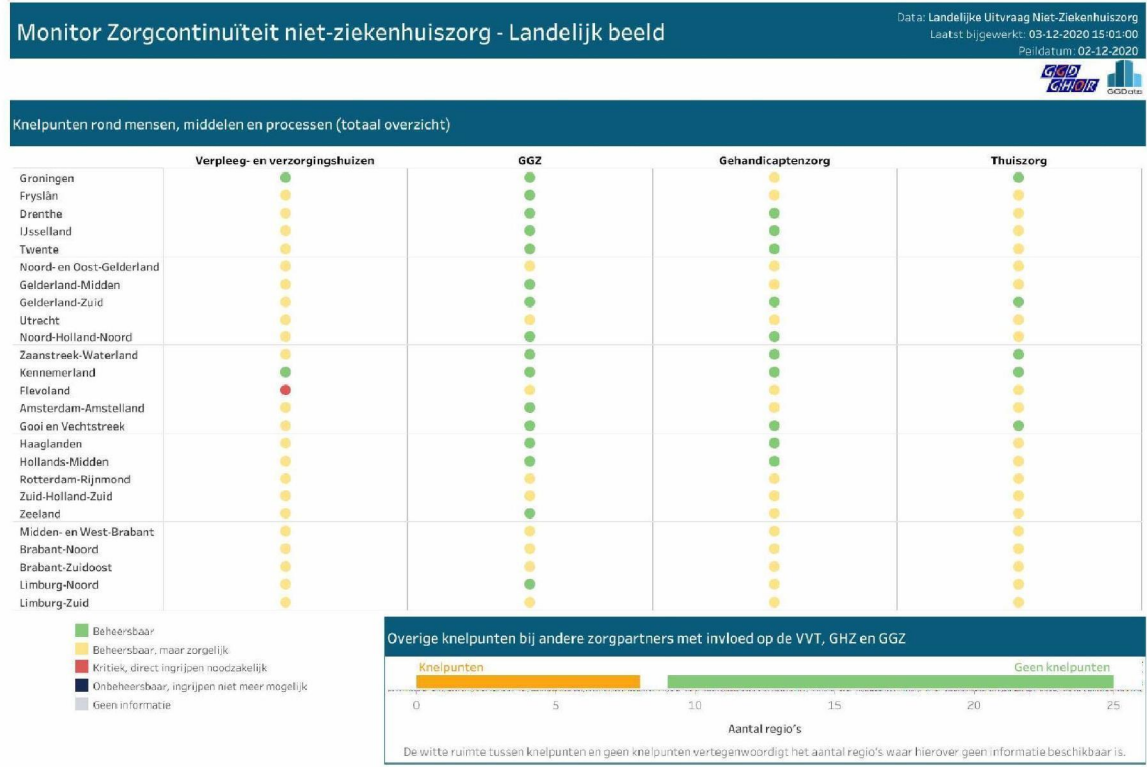 Monitor Zorgcontinuïteit niet-ziekenhuiszorg - Landelijk beeld
Data: Landelijke Uitvraag Niet-Ziekenhuiszorg
Laatst bijgewerkt: 03-12-2020 15:01:00
Peildatum: 02-12-2020
GGD
GHOR
GGData
Knelpunten rond mensen, middelen en processen (totaal overzicht)
Verpleeg- en verzorgingshuizen GGZ Gehandicaptenzorg Thuiszorg
Groningen
Fryslân
Drenthe
IJsselland
Twente
Noord- en Oost-Gelderland
Gelderland-Midden
Gelderland-Zuid
Utrecht
Noord-Holland-Noord
Zaanstreek-Waterland
Kennemerland
Flevoland
Amsterdam-Amstelland
Gooi en Vechtstreek
Haaglanden
Hollands-Midden
Rotterdam-Rijnmond
Zuid-Holland-Zuid
Zeeland
Midden- en West-Brabant
Brabant-Noord
Brabant-Zuidoost
Limburg-Noord
Limburg-Zuid
Beheersbaar
Beheersbaar, maar zorgelijk
Kritiek, direct ingrijpen noodzakelijk
Onbeheersbaar, ingrijpen niet meer mogelijk
Geen informatie
Overige knelpunten bij andere zorgpartners met invloed op de VVT, GHZ en GGZ
Knelpunten Geen knelpunten
0 5 10 15 20 25
Aantal regio's
De witte ruimte tussen knelpunten en geen knelpunten vertegenwoordigt het aantal regio's waar hierover geen informatie beschikbaar is.